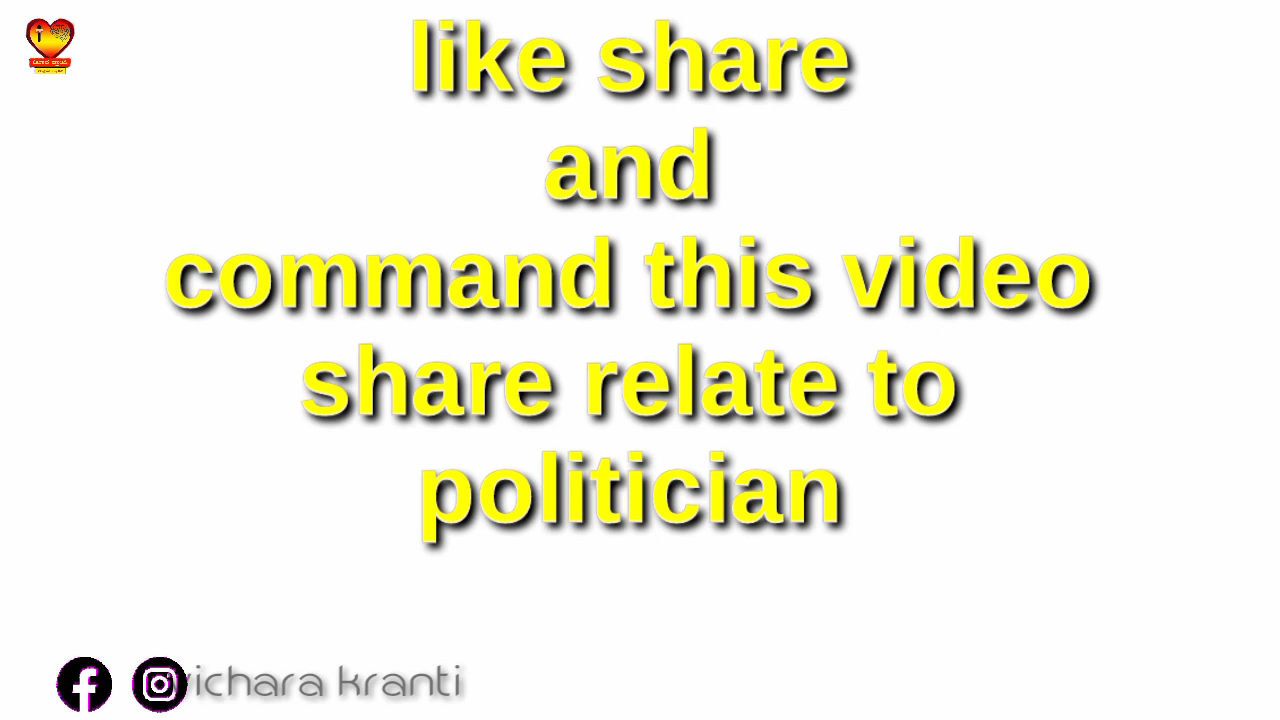 like share
and
command this video
share relate to
politician
vichara kranti